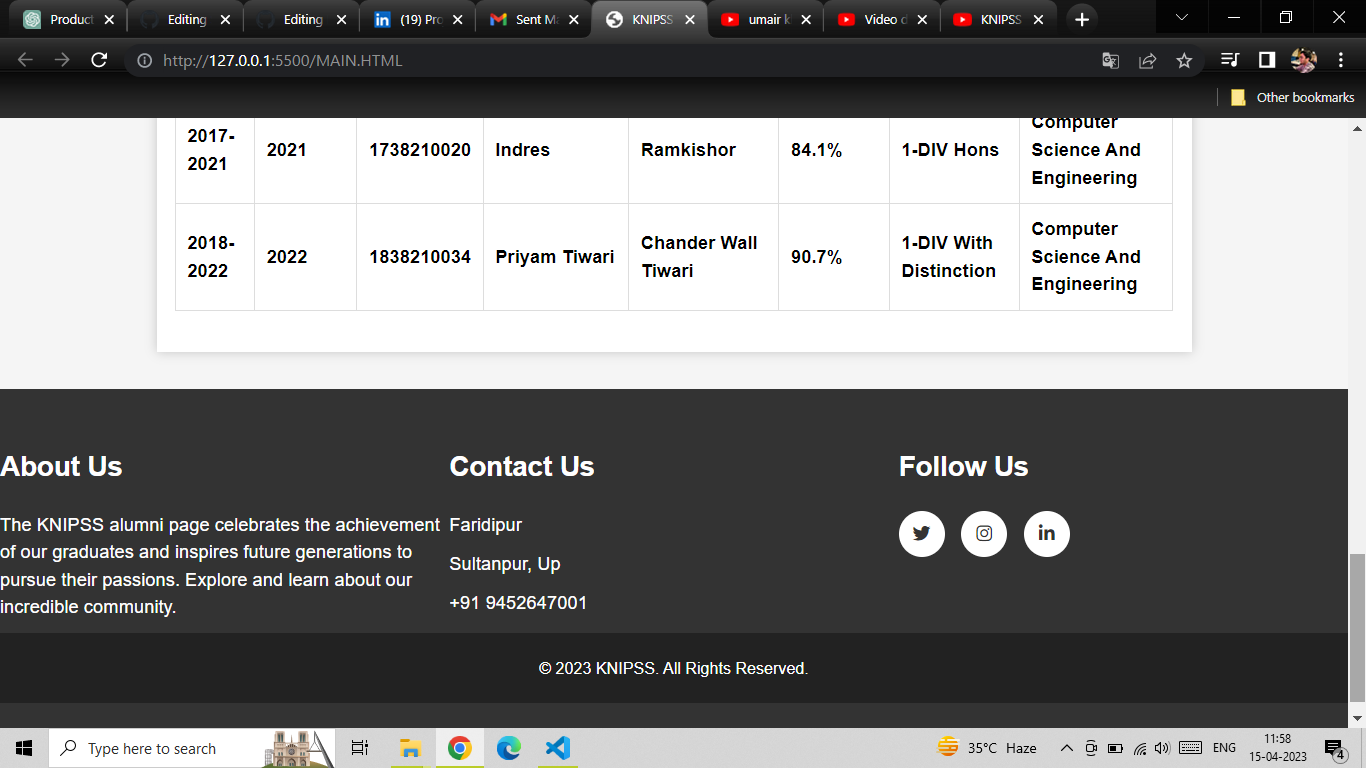 Product
Editing
Editing
(19) Pro
Sent Ma
KNIPSS
umair k
Video d
KNIPSS
http://127.0.0.1:5500/MAIN.HTML
Other bookmarks
2017-
2021
2021
1738210020
Indres
Ramkishor
84.1%
1-DIV Hons
Computer
Science And
Engineering
2018-
2022
2022
1838210034
Priyam Tiwari
Chander Wall
Tiwari
90.7%
1-DIV With
Distinction
Computer
Science And
Engineering
About Us
The KNIPSS alumni page celebrates the achievement
of our graduates and inspires future generations to
pursue their passions. Explore and learn about our
incredible community.
Contact Us
Faridipur
Sultanpur, Up
+91 9452647001
Follow Us
in
© 2023 KNIPSS. All Rights Reserved.
Type here to search
35°C Haze
ENG
11:58
15-04-2023
4